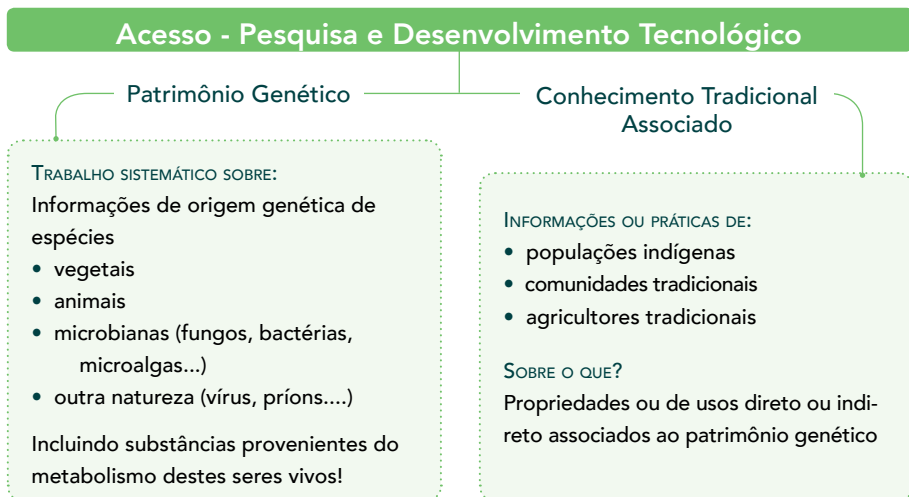 Acesso - Pesquisa e Desenvolvimento Tecnológico
Patrimônio Genético
Trabalho sistemático sobre:
Informações de origem genética de
espécies
• vegetais
• animais
• microbianas (fungos, bactérias,
microalgas...)
• outra natureza (vírus, príons....)
Incluindo substâncias provenientes do
metabolismo destes seres vivos!
Conhecimento Tradicional
Associado
Informações ou práticas de:
• populações indígenas
• comunidades tradicionais
• agricultores tradicionais
Sobre o que?
Propriedades ou de usos direto ou indi-
reto associados ao patrimônio genético